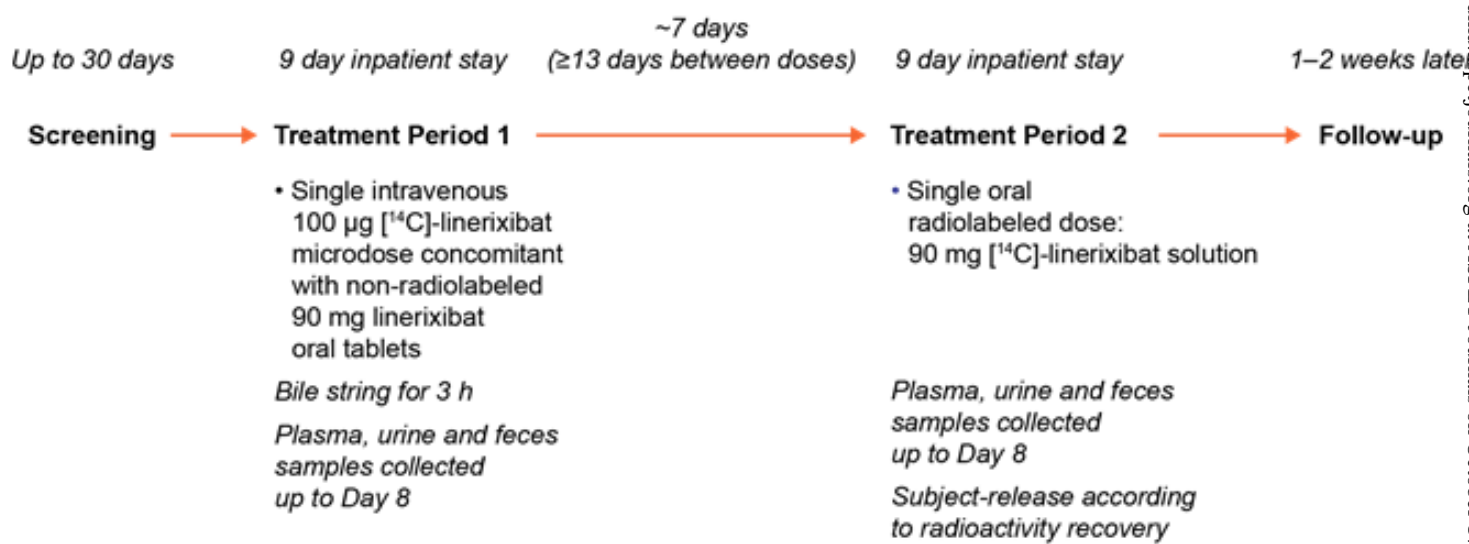 ~7 days
Up to 30 days 9 day inpatient stay (≥13 days between doses) 9 day inpatient stay 1–2 weeks later
Screening Treatment Period 1 Treatment Period 2 Follow-up
• Single intravenous
100 µg [¹⁴C]-linerixibat
microdose concomitant
with non-radiolabeled
90 mg linerixibat
oral tablets
Bile string for 3 h
Plasma, urine and feces
samples collected
up to Day 8
• Single oral
radiolabeled dose:
90 mg [¹⁴C]-linerixibat solution
Plasma, urine and feces
samples collected
up to Day 8
Subject-release according
to radioactivity recovery